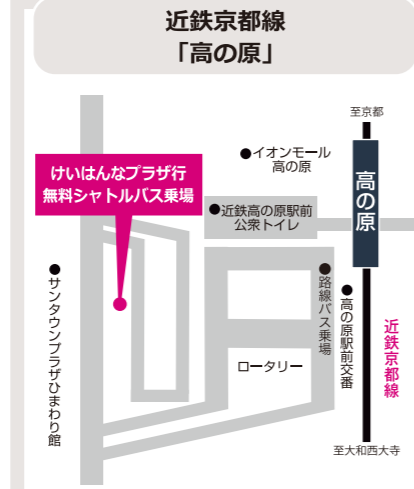 近鉄京都線
「高の原」
至京都
●イオンモール
高の原
けいはんなプラザ行
無料シャトルバス乗場
高の原
●近鉄高の原駅前
公衆トイレ
●サンタウンプラザひまわり館
●路線バス乗場
●高の原駅前交番
近鉄京都線
ロータリー
至大和西大寺